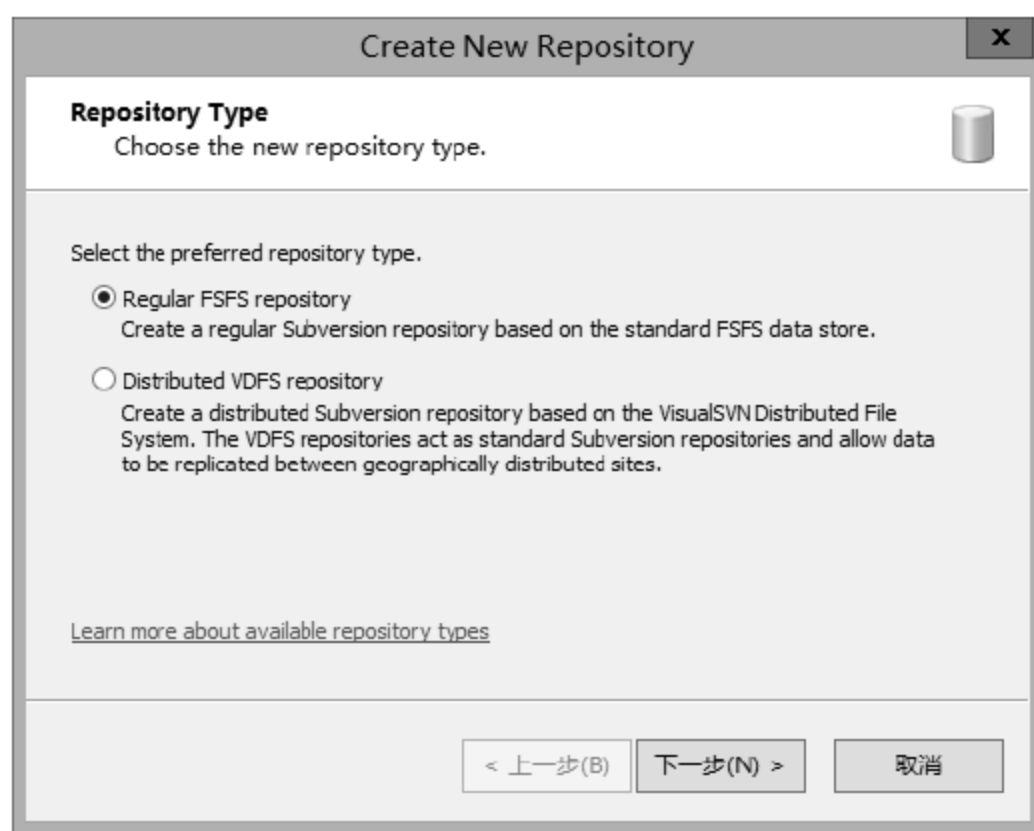 Create New Repository
x
Repository Type
Choose the new repository type.
Select the preferred repository type.
Regular FSFS repository
Create a regular Subversion repository based on the standard FSFS data store.
Distributed VDFS repository
Create a distributed Subversion repository based on the VisualSVN Distributed File
System. The VDFS repositories act as standard Subversion repositories and allow data
to be replicated between geographically distributed sites.
Learn more about available repository types
< 上一步(B) 下一步(N) > 取消